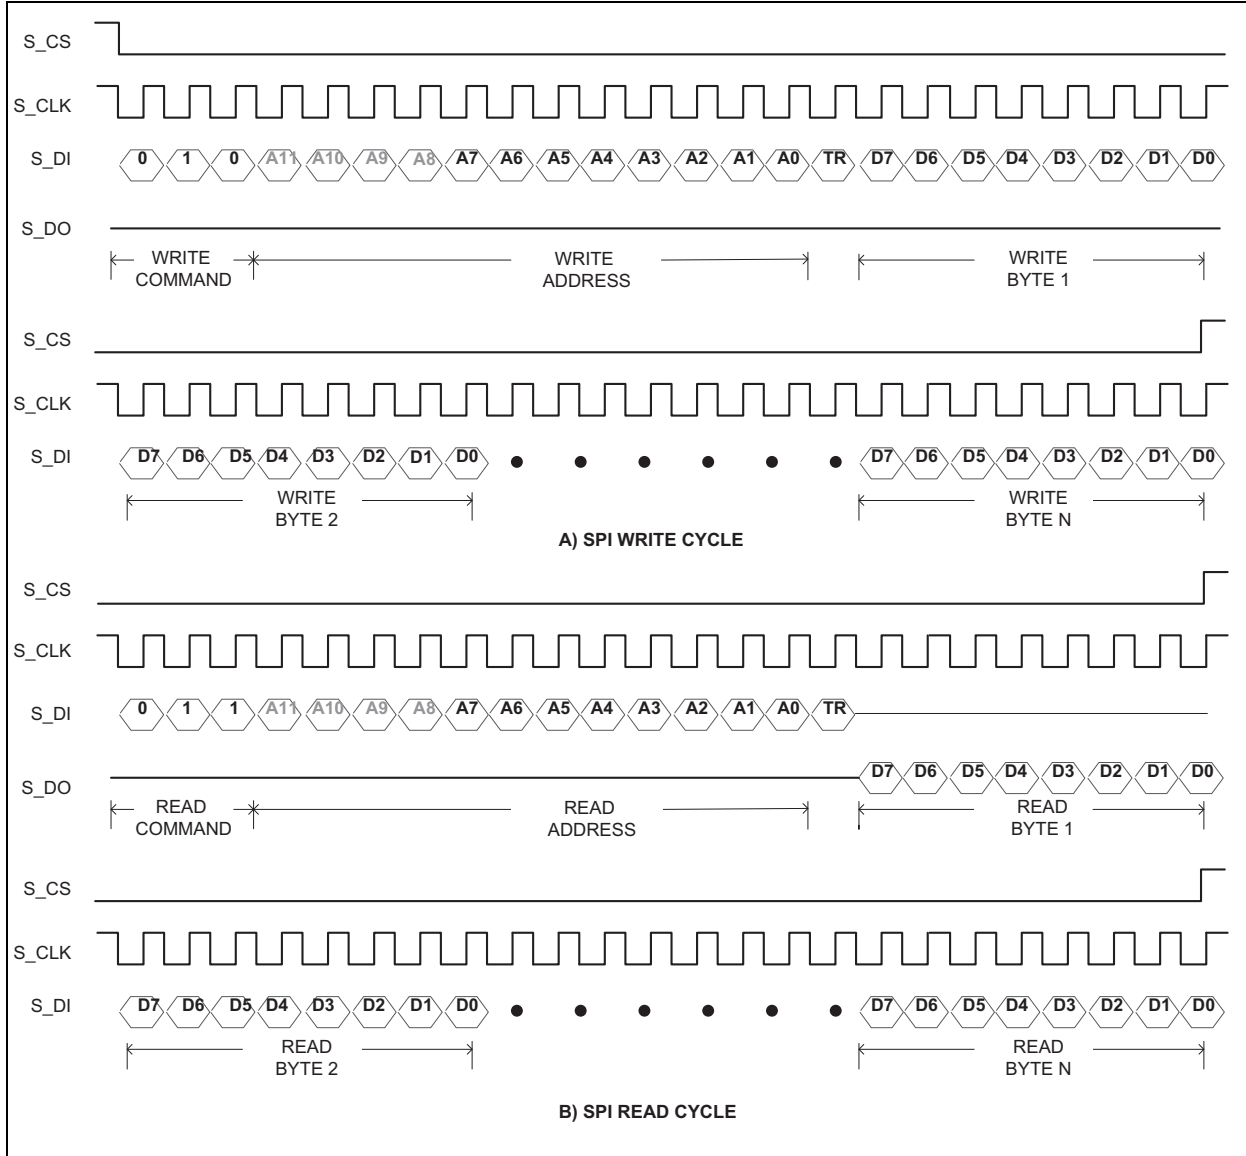 S_CS
S_CLK
S_DI 0 1 0 A11 A10 A9 A8 A7 A6 A5 A4 A3 A2 A1 A0 TR D7 D6 D5 D4 D3 D2 D1 D0
S_DO
WRITE COMMAND WRITE ADDRESS WRITE BYTE 1
S_CS
S_CLK
S_DI D7 D6 D5 D4 D3 D2 D1 D0 D7 D6 D5 D4 D3 D2 D1 D0
WRITE BYTE 2 WRITE BYTE N
A) SPI WRITE CYCLE
S_CS
S_CLK
S_DI 0 1 1 A11 A10 A9 A8 A7 A6 A5 A4 A3 A2 A1 A0 TR
S_DO D7 D6 D5 D4 D3 D2 D1 D0
READ COMMAND READ ADDRESS READ BYTE 1
S_CS
S_CLK
S_DI D7 D6 D5 D4 D3 D2 D1 D0 D7 D6 D5 D4 D3 D2 D1 D0
READ BYTE 2 READ BYTE N
B) SPI READ CYCLE